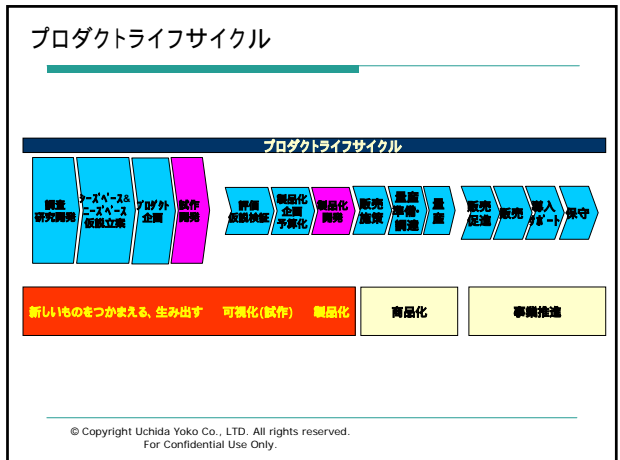 プロダクトライフサイクル
プロダクトライフサイクル
調査
研究開発
シーズﾍﾞｰｽ&
ニーズﾍﾞｰｽ
仮説立案
ﾌﾟﾛﾀﾞｸﾄ
企画
試作
開発
評価
仮説検証
製品化
企画
予算化
製品化
開発
販売
施策
量産
準備・
調達
量
産
販売
促進
販売
導入
ｻﾎﾟｰﾄ
保守
新しいものをつかまえる、生み出す 可視化(試作) 製品化
商品化
事業推進
© Copyright Uchida Yoko Co., LTD. All rights reserved.
For Confidential Use Only.